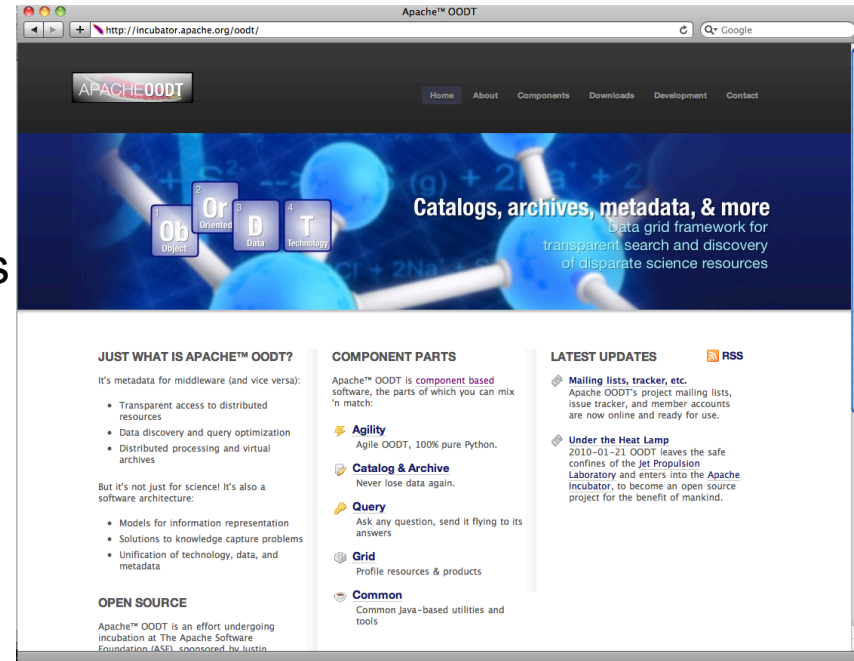 Apache™ OODT
http://incubator.apache.org/oodt/
Google
APACHEOODT
Home About Components Downloads Development Contact
1
Ob
Object
2
Or
Oriented
3
D
Data
4
T
Technology
Catalogs, archives, metadata, & more
Data grid framework for
transparent search and discovery
of disparate science resources
s
JUST WHAT IS APACHE™ OODT?
It's metadata for middleware (and vice versa):
• Transparent access to distributed
resources
• Data discovery and query optimization
• Distributed processing and virtual
archives
But it's not just for science! It's also a
software architecture:
• Models for information representation
• Solutions to knowledge capture problems
• Unification of technology, data, and
metadata
OPEN SOURCE
Apache™ OODT is an effort undergoing
incubation at The Apache Software
Foundation (ASF), sponsored by Justin
COMPONENT PARTS
Apache™ OODT is component based
software, the parts of which you can mix
'n match:
Agility
Agile OODT, 100% pure Python.
Catalog & Archive
Never lose data again.
Query
Ask any question, send it flying to its
answers
Grid
Profile resources & products
Common
Common Java-based utilities and
tools
LATEST UPDATES
RSS
Mailing lists, tracker, etc.
Apache OODT's project mailing lists,
issue tracker, and member accounts
are now online and ready for use.
Under the Heat Lamp
2010-01-21 OODT leaves the safe
confines of the Jet Propulsion
Laboratory and enters into the Apache
Incubator, to become an open source
project for the benefit of mankind.